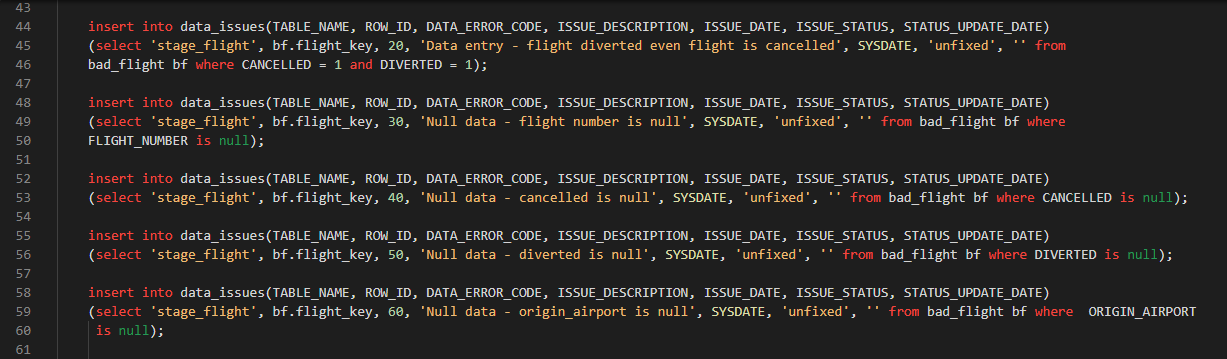 43
44 insert into data_issues(TABLE_NAME, ROW_ID, DATA_ERROR_CODE, ISSUE_DESCRIPTION, ISSUE_DATE, ISSUE_STATUS, STATUS_UPDATE_DATE)
45 (select 'stage_flight', bf.flight_key, 20, 'Data entry - flight diverted even flight is cancelled', SYSDATE, 'unfixed', '' from
46 bad_flight bf where CANCELLED = 1 and DIVERTED = 1);
47
48 insert into data_issues(TABLE_NAME, ROW_ID, DATA_ERROR_CODE, ISSUE_DESCRIPTION, ISSUE_DATE, ISSUE_STATUS, STATUS_UPDATE_DATE)
49 (select 'stage_flight', bf.flight_key, 30, 'Null data - flight number is null', SYSDATE, 'unfixed', '' from bad_flight bf where
50 FLIGHT_NUMBER is null);
51
52 insert into data_issues(TABLE_NAME, ROW_ID, DATA_ERROR_CODE, ISSUE_DESCRIPTION, ISSUE_DATE, ISSUE_STATUS, STATUS_UPDATE_DATE)
53 (select 'stage_flight', bf.flight_key, 40, 'Null data - cancelled is null', SYSDATE, 'unfixed', '' from bad_flight bf where CANCELLED is null);
54
55 insert into data_issues(TABLE_NAME, ROW_ID, DATA_ERROR_CODE, ISSUE_DESCRIPTION, ISSUE_DATE, ISSUE_STATUS, STATUS_UPDATE_DATE)
56 (select 'stage_flight', bf.flight_key, 50, 'Null data - diverted is null', SYSDATE, 'unfixed', '' from bad_flight bf where DIVERTED is null);
57
58 insert into data_issues(TABLE_NAME, ROW_ID, DATA_ERROR_CODE, ISSUE_DESCRIPTION, ISSUE_DATE, ISSUE_STATUS, STATUS_UPDATE_DATE)
59 (select 'stage_flight', bf.flight_key, 60, 'Null data - origin_airport is null', SYSDATE, 'unfixed', '' from bad_flight bf where  ORIGIN_AIRPORT
60 is null);
61